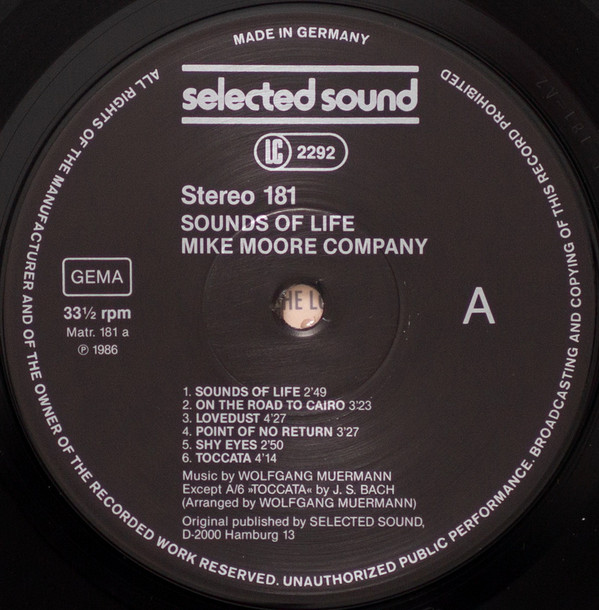 MADE IN GERMANY
ALL RIGHTS OF THE MANUFACTURER AND OF THE OWNER OF THE RECORDED WORK RESERVED. UNAUTHORIZED PUBLIC PERFORMANCE. BROADCASTING AND COPYING OF THIS RECORD PROHIBITED
selected sound
LC 2292
Stereo 181
SOUNDS OF LIFE
MIKE MOORE COMPANY
GEMA
33½ rpm
Matr. 181 a
℗ 1986
A
HE
1. SOUNDS OF LIFE 2'49
2. ON THE ROAD TO CAIRO 3'23
3. LOVEDUST 4'27
4. POINT OF NO RETURN 3'27
5. SHY EYES 2'50
6. TOCCATA 4'14
Music by WOLFGANG MUERMANN
Except A/6 »TOCCATA« by J. S. BACH
(Arranged by WOLFGANG MUERMANN)
Original published by SELECTED SOUND,
D-2000 Hamburg 13